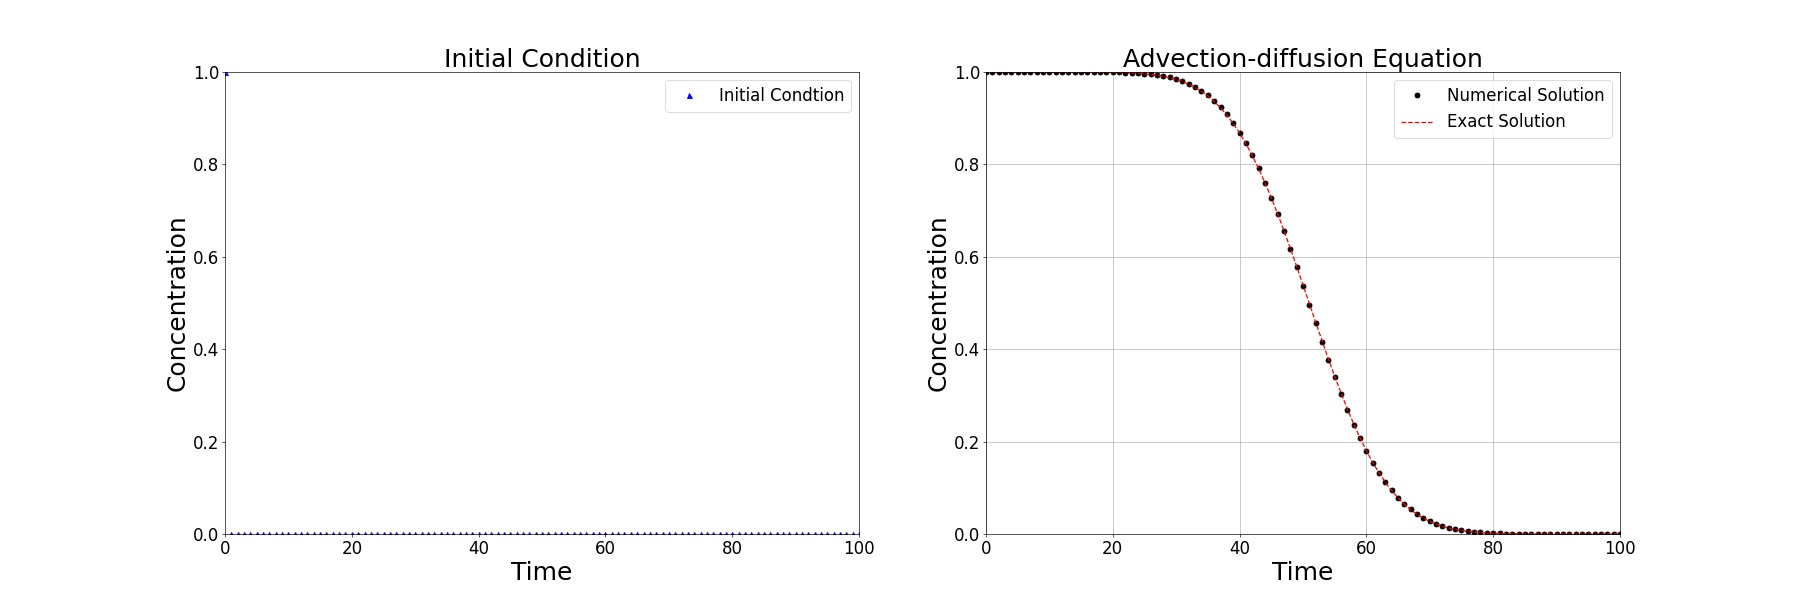 Initial Condition
1.0
0.8
0.6
0.4
0.2
0.0
Concentration
Initial Condtion
0
20
40
60
80
100
Time
Advection-diffusion Equation
1.0
0.8
0.6
0.4
0.2
0.0
Concentration
Numerical Solution
Exact Solution
0
20
40
60
80
100
Time